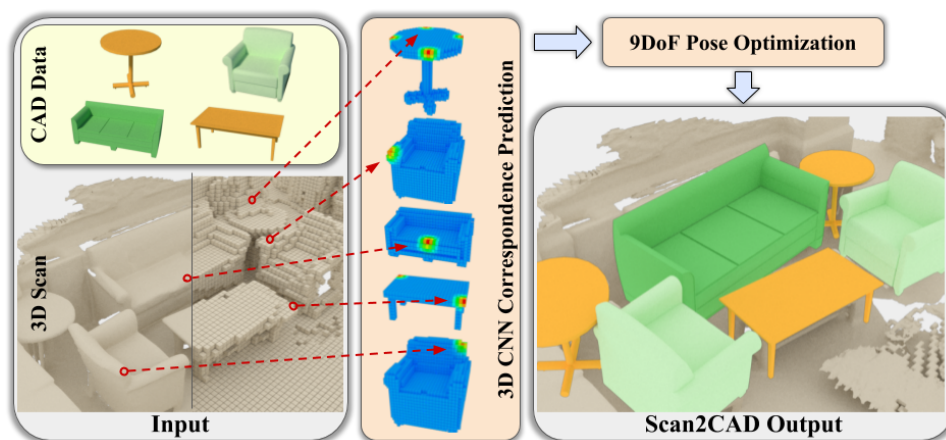 CAD Data
3D Scan
Input
3D CNN Correspondence Prediction
9DoF Pose Optimization
Scan2CAD Output